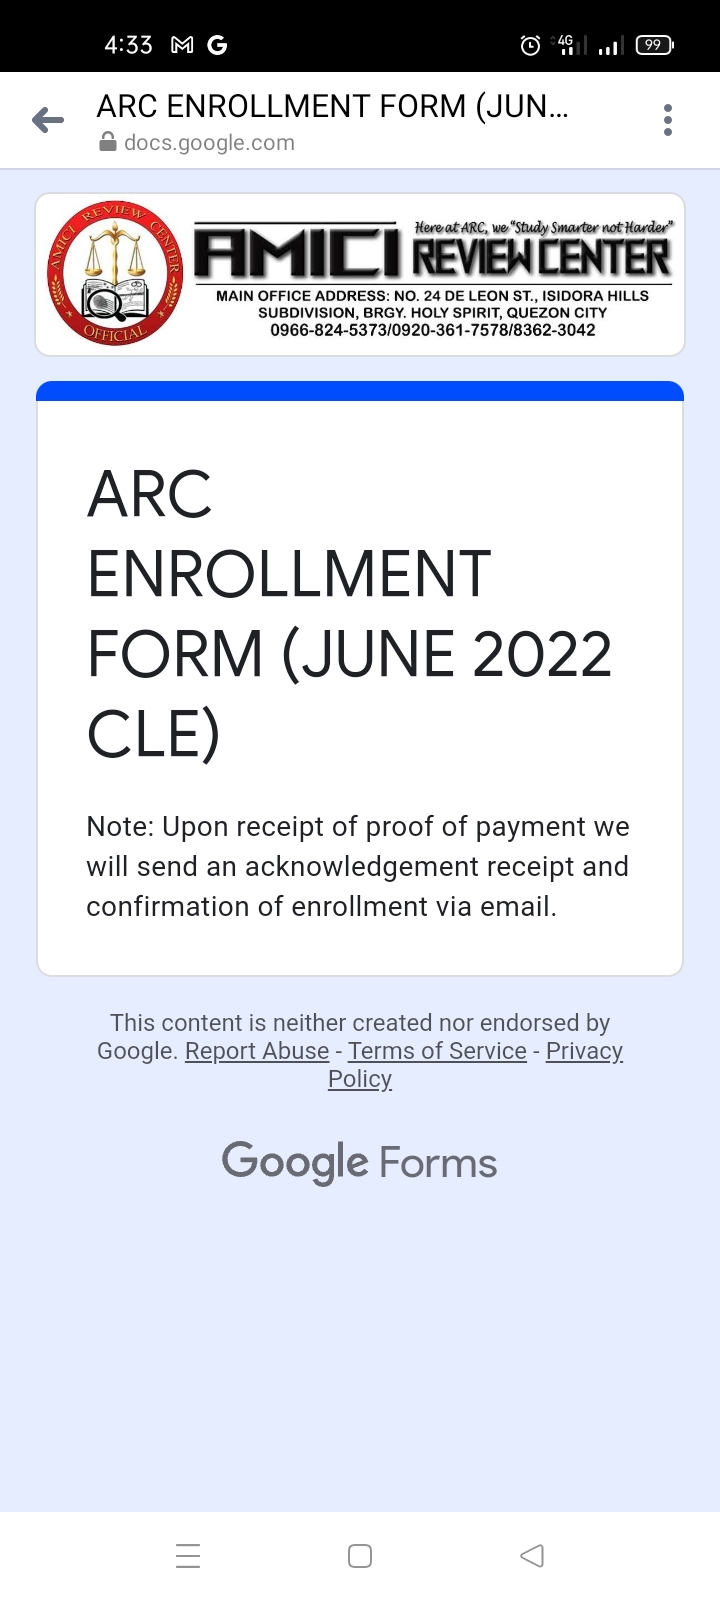 4:33
4G
99
ARC ENROLLMENT FORM (JUN...
docs.google.com
AMICI REVIEW CENTER
OFFICIAL
Here at ARC, we "Study Smarter not Harder"
AMICI REVIEW CENTER
MAIN OFFICE ADDRESS: NO. 24 DE LEON ST., ISIDORA HILLS
SUBDIVISION, BRGY. HOLY SPIRIT, QUEZON CITY
0966-824-5373/0920-361-7578/8362-3042
ARC
ENROLLMENT
FORM (JUNE 2022
CLE)
Note: Upon receipt of proof of payment we
will send an acknowledgement receipt and
confirmation of enrollment via email.
This content is neither created nor endorsed by
Google. Report Abuse - Terms of Service - Privacy
Policy
Google Forms